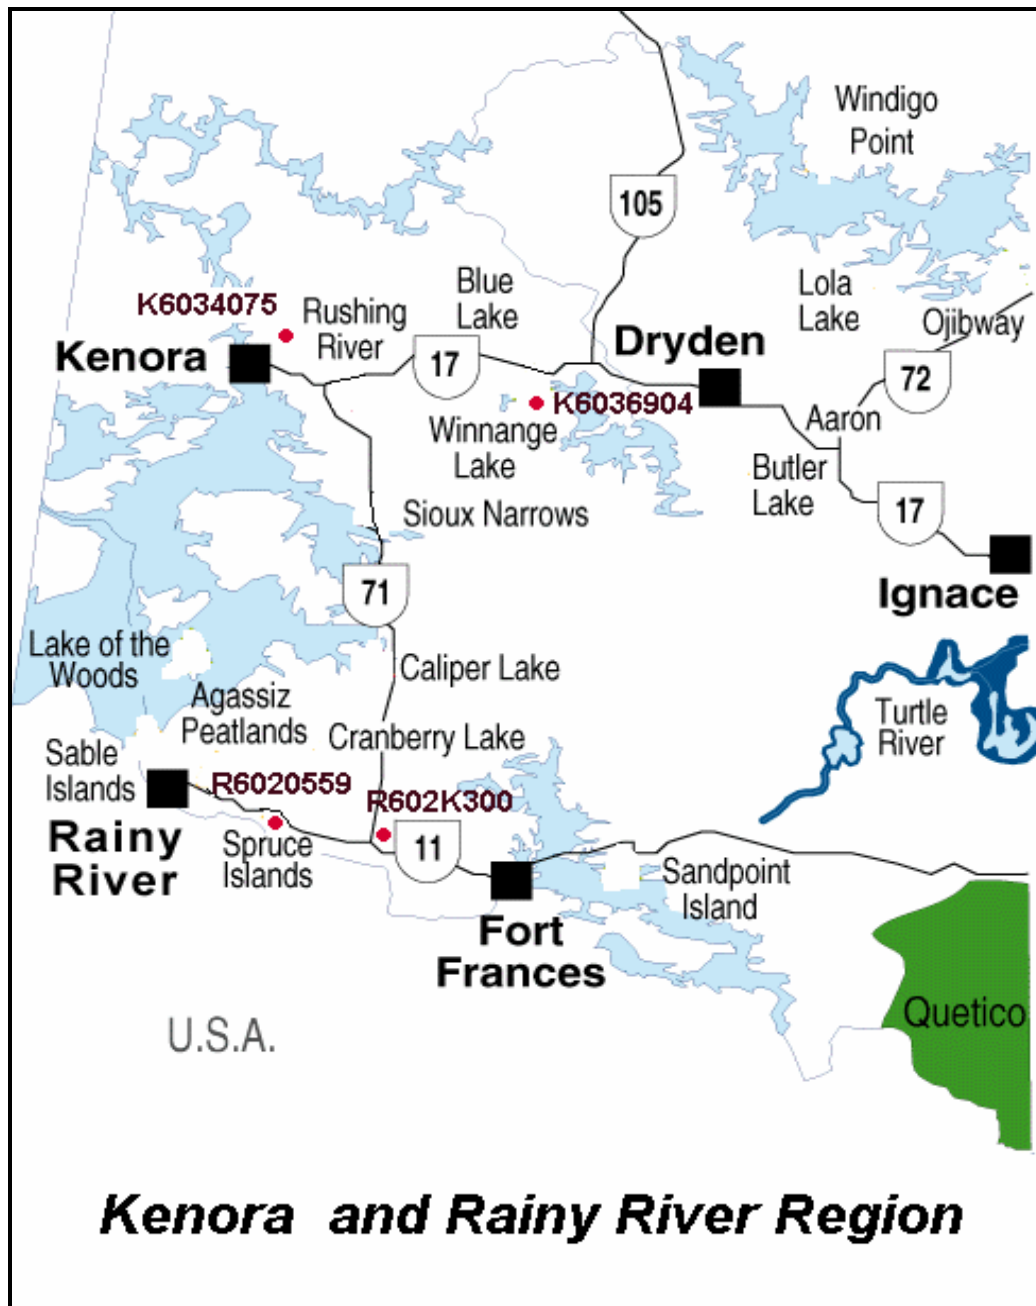 Windigo
Point
105
Blue
Lake
Lola
Lake
K6034075
Rushing
River
Ojibway
Dryden
Kenora
17
72
K6036904
Aaron
Winnange
Lake
Butler
Lake
Sioux Narrows
17
71
Ignace
Lake of the
Woods
Caliper Lake
Agassiz
Peatlands
Turtle
River
Cranberry Lake
Sable
Islands
R6020559
R602K300
Rainy
River
Spruce
Islands
11
Sandpoint
Island
Fort
Frances
Quetico
U.S.A.
Kenora and Rainy River Region